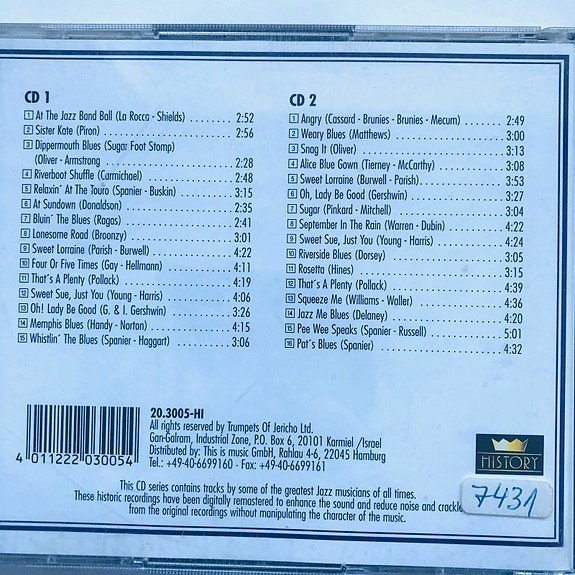 CD 1
1 At The Jazz Band Ball (La Rocca - Shields) ........ 2:52
2 Sister Kate (Piron) ........ 2:56
3 Dippermouth Blues (Sugar Foot Stomp)
(Oliver - Armstrong ........ 2:28
4 Riverboot Shuffle (Carmichael) ........ 2:48
5 Relaxin´ At The Touro (Spanier - Buskin) ........ 3:15
6 At Sundown (Donaldson) ........ 2:35
7 Bluin´ The Blues (Ragas) ........ 2:41
8 Lonesome Road (Broonzy) ........ 3:01
9 Sweet Lorraine (Parish - Burwell) ........ 4:22
10 Four Or Five Times (Gay - Hellmann) ........ 4:11
11 That´s A Plenty (Pollack) ........ 4:19
12 Sweet Sue, Just You (Young - Harris) ........ 4:06
13 Oh! Lady Be Good (G. & I. Gershwin) ........ 3:26
14 Memphis Blues (Handy - Norton) ........ 4:15
15 Whistlin´ The Blues (Spanier - Haggart) ........ 3:06
CD 2
1 Angry (Cassard - Brunies - Brunies - Mecum) ........ 2:49
2 Weary Blues (Matthews) ........ 3:00
3 Snag It (Oliver) ........ 3:13
4 Alice Blue Gown (Tierney - McCarthy) ........ 3:08
5 Sweet Lorraine (Burwell - Parish) ........ 3:53
6 Oh, Lady Be Good (Gershwin) ........ 3:27
7 Sugar (Pinkard - Mitchell) ........ 3:04
8 September In The Rain (Warren - Dubin) ........ 4:22
9 Sweet Sue, Just You (Young - Harris) ........ 4:24
10 Riverside Blues (Dorsey) ........ 3:05
11 Rosetta (Hines) ........ 3:15
12 That´s A Plenty (Pollack) ........ 4:39
13 Squeeze Me (Williams - Waller) ........ 4:36
14 Jazz Me Blues (Delaney) ........ 4:20
15 Pee Wee Speaks (Spanier - Russell) ........ 5:01
16 Pat´s Blues (Spanier) ........ 4:32
4 011222 030054
20.3005-HI
All rights reserved by Trumpets Of Jericho Ltd.
Gan-Galram, Industrial Zone, P.O. Box 6, 20101 Karmiel /Israel
Distributed by: This is music GmbH, Rahlau 4-6, 22045 Hamburg
Tel.: +49-40-6699160 · Fax: +49-40-66991661
HISTORY
7431
This CD series contains tracks by some of the greatest Jazz musicians of all times.
These historic recordings have been digitally remastered to enhance the sound and reduce noise and crackle
from the original recordings without manipulating the character of the music.